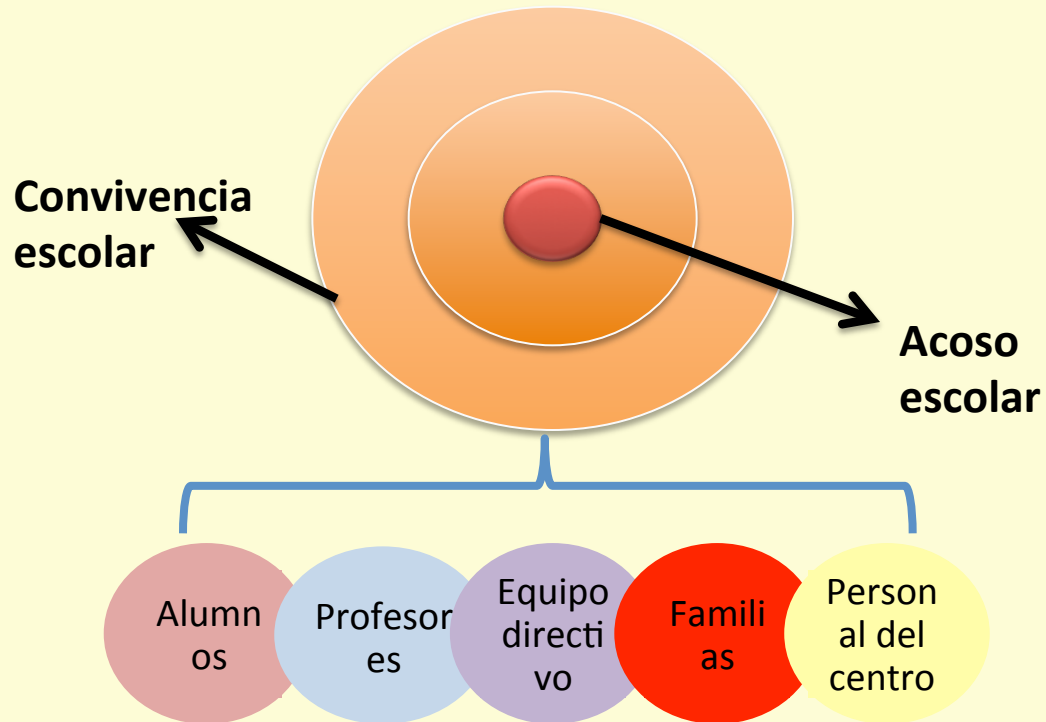 Convivencia
escolar
Acoso
escolar
Alumn
os
Profesor
es
Equipo
directi
vo
Famili
as
Person
al del
centro